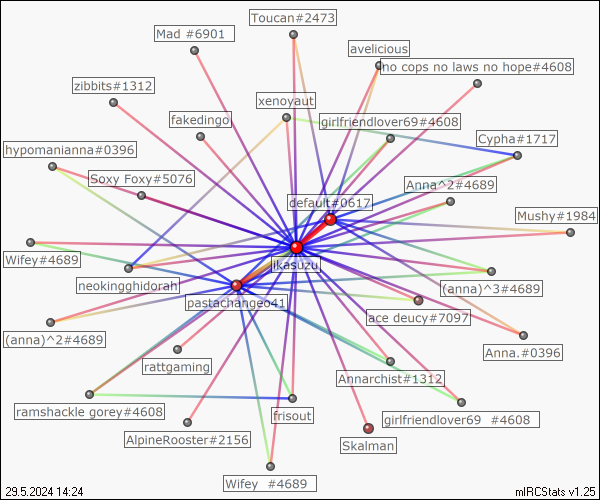 Toucan#2473
Mad #6901
avelicious
no cops no laws no hope#4608
zibbits#1312
xenoyaut
fakedingo
girlfriendlover69#4608
Cypha#1717
hypomanianna#0396
Soxy Foxy#5076
Anna^2#4689
default#0617
Mushy#1984
Wifey#4689
ikasuzu
neokingghidorah
(anna)^3#4689
pastachangeo41
ace deucy#7097
(anna)^2#4689
rattgaming
Anna.#0396
Annarchist#1312
ramshackle gorey#4608
frisout
girlfriendlover69 #4608
AlpineRooster#2156
Skalman
Wifey #4689
29.5.2024 14:24
mIRCStats v1.25